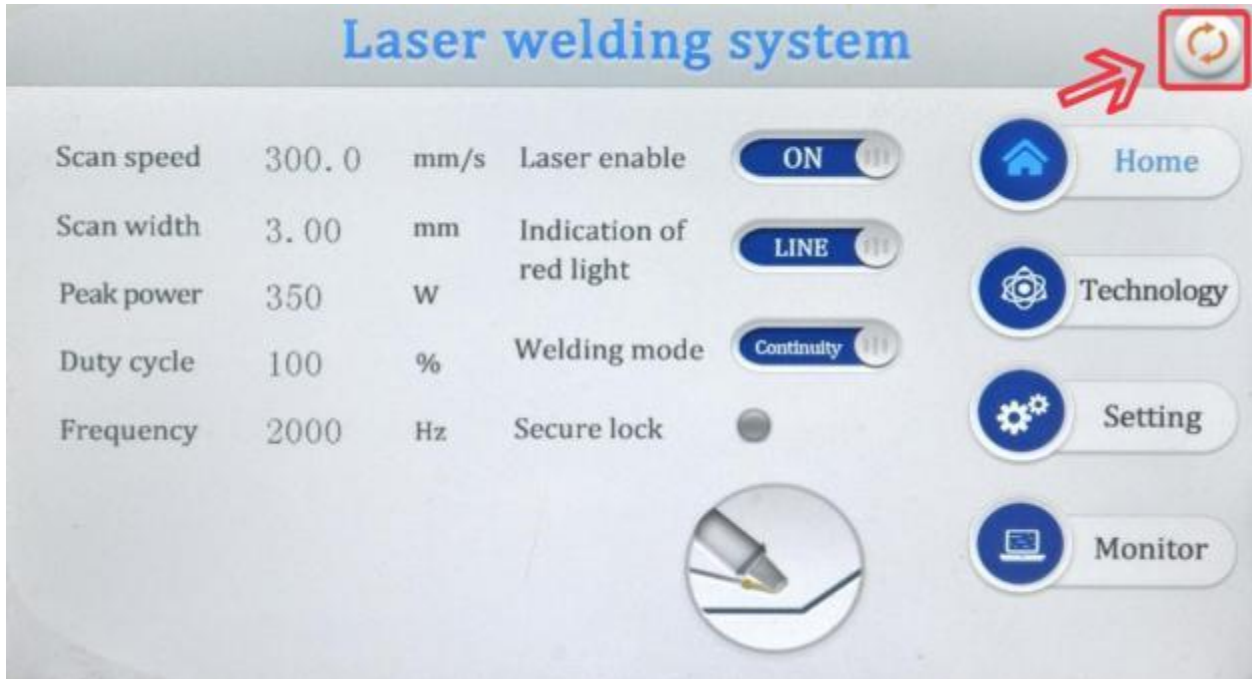 Laser welding system
Scan speed 300.0 mm/s Laser enable ON
Home
Scan width 3.00 mm Indication of
red light LINE
Technology
Peak power 350 W
Welding mode Continuity
Duty cycle 100 %
Setting
Frequency 2000 Hz Secure lock
Monitor